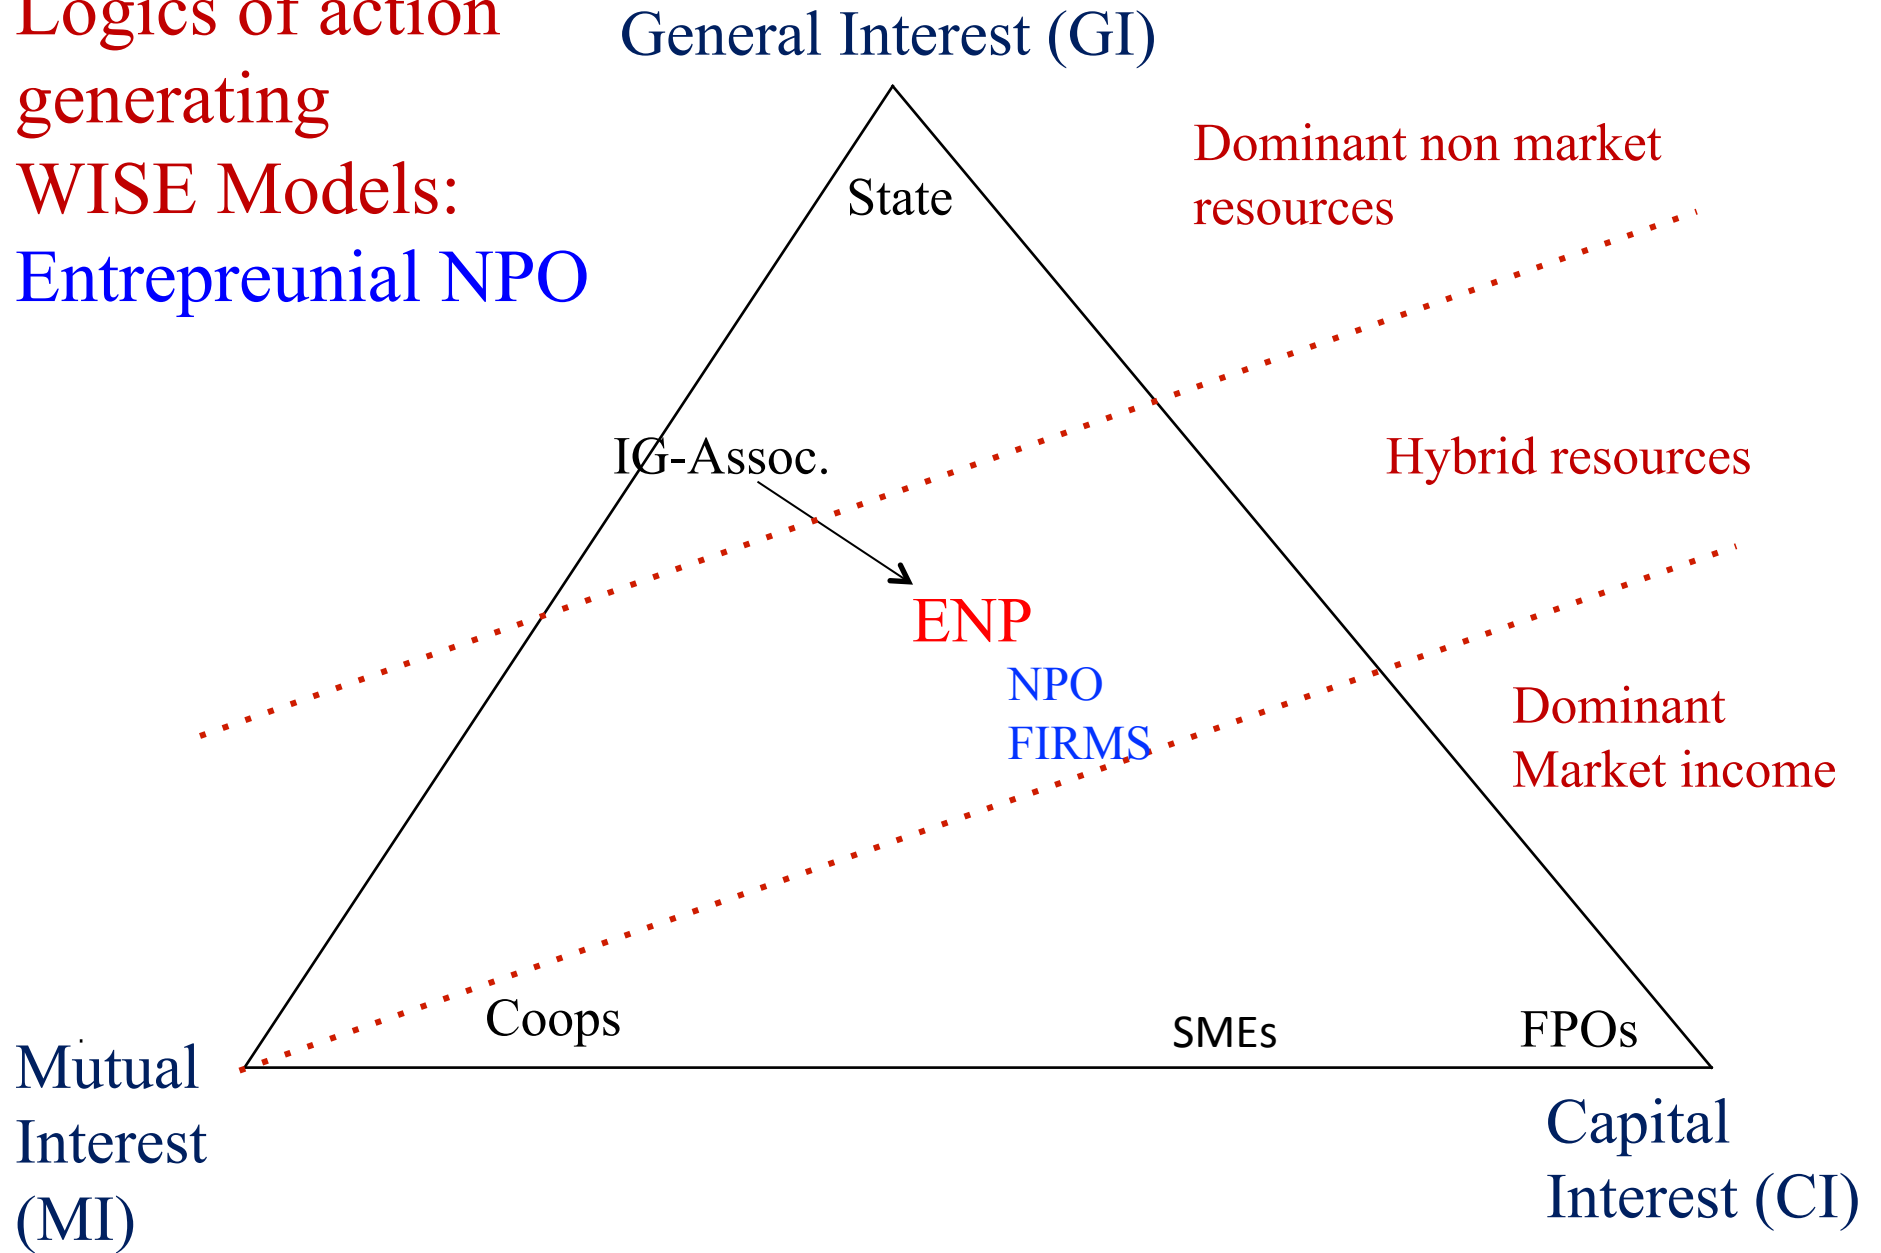 Logics of action
generating
WISE Models:
Entrepreunial NPO
General Interest (GI)
State
Dominant non market
resources
IG-Assoc.
Hybrid resources
ENP
NPO
FIRMS
Dominant
Market income
Coops
SMEs
FPOs
Mutual
Interest
(MI)
Capital
Interest (CI)